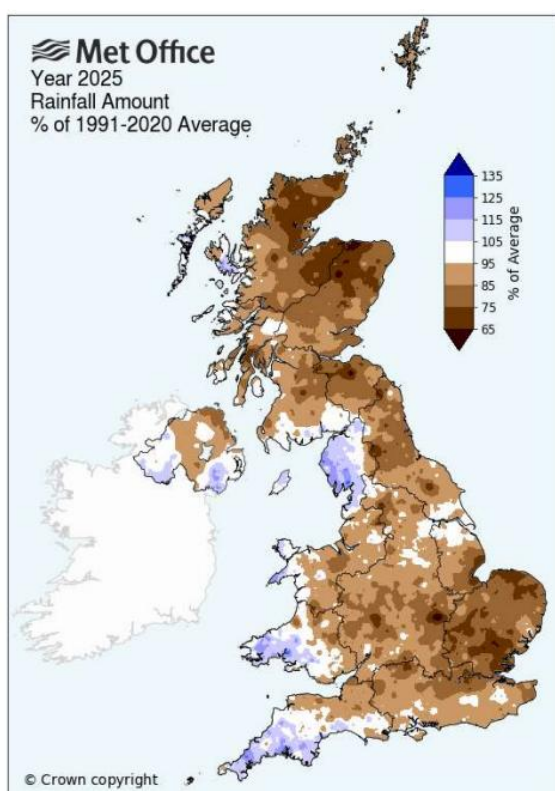 Met Office
Year 2025
Rainfall Amount
% of 1991-2020 Average
135
125
115
105
95
85
75
65
% of Average
© Crown copyright